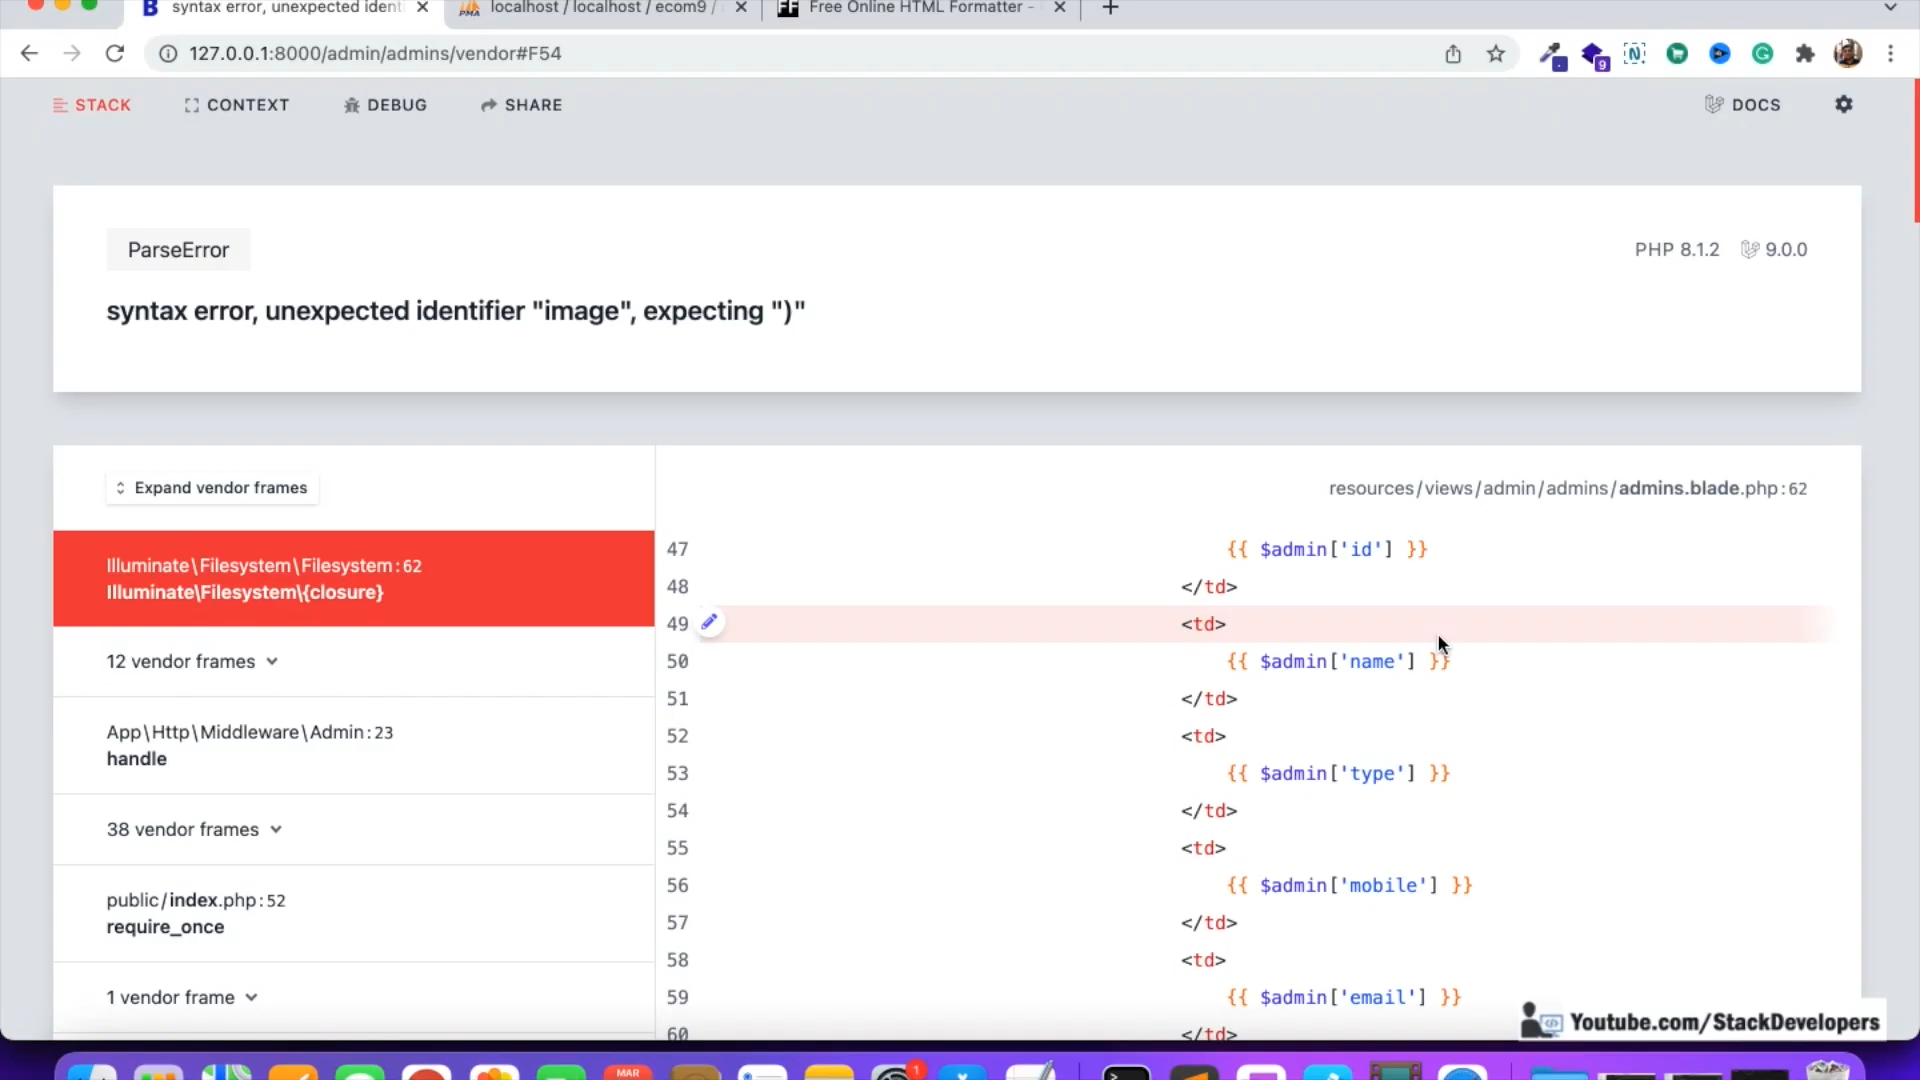 syntax error, unexpected ident
localhost / localhost / ecom9 /
Free Online HTML Formatter -
127.0.0.1:8000/admin/admins/vendor#F54
9
STACK
CONTEXT
DEBUG
SHARE
DOCS
ParseError
PHP 8.1.2
9.0.0
syntax error, unexpected identifier "image", expecting ")"
Expand vendor frames
resources/views/admin/admins/admins.blade.php:62
Illuminate\Filesystem\Filesystem:62
Illuminate\Filesystem\{closure}
12 vendor frames
App\Http\Middleware\Admin:23
handle
38 vendor frames
public/index.php:52
require_once
1 vendor frame
47 {{ $admin['id'] }}
48 </td>
49 <td>
50 {{ $admin['name'] }}
51 </td>
52 <td>
53 {{ $admin['type'] }}
54 </td>
55 <td>
56 {{ $admin['mobile'] }}
57 </td>
58 <td>
59 {{ $admin['email'] }}
60 </td>
Youtube.com/StackDevelopers
MAR
1